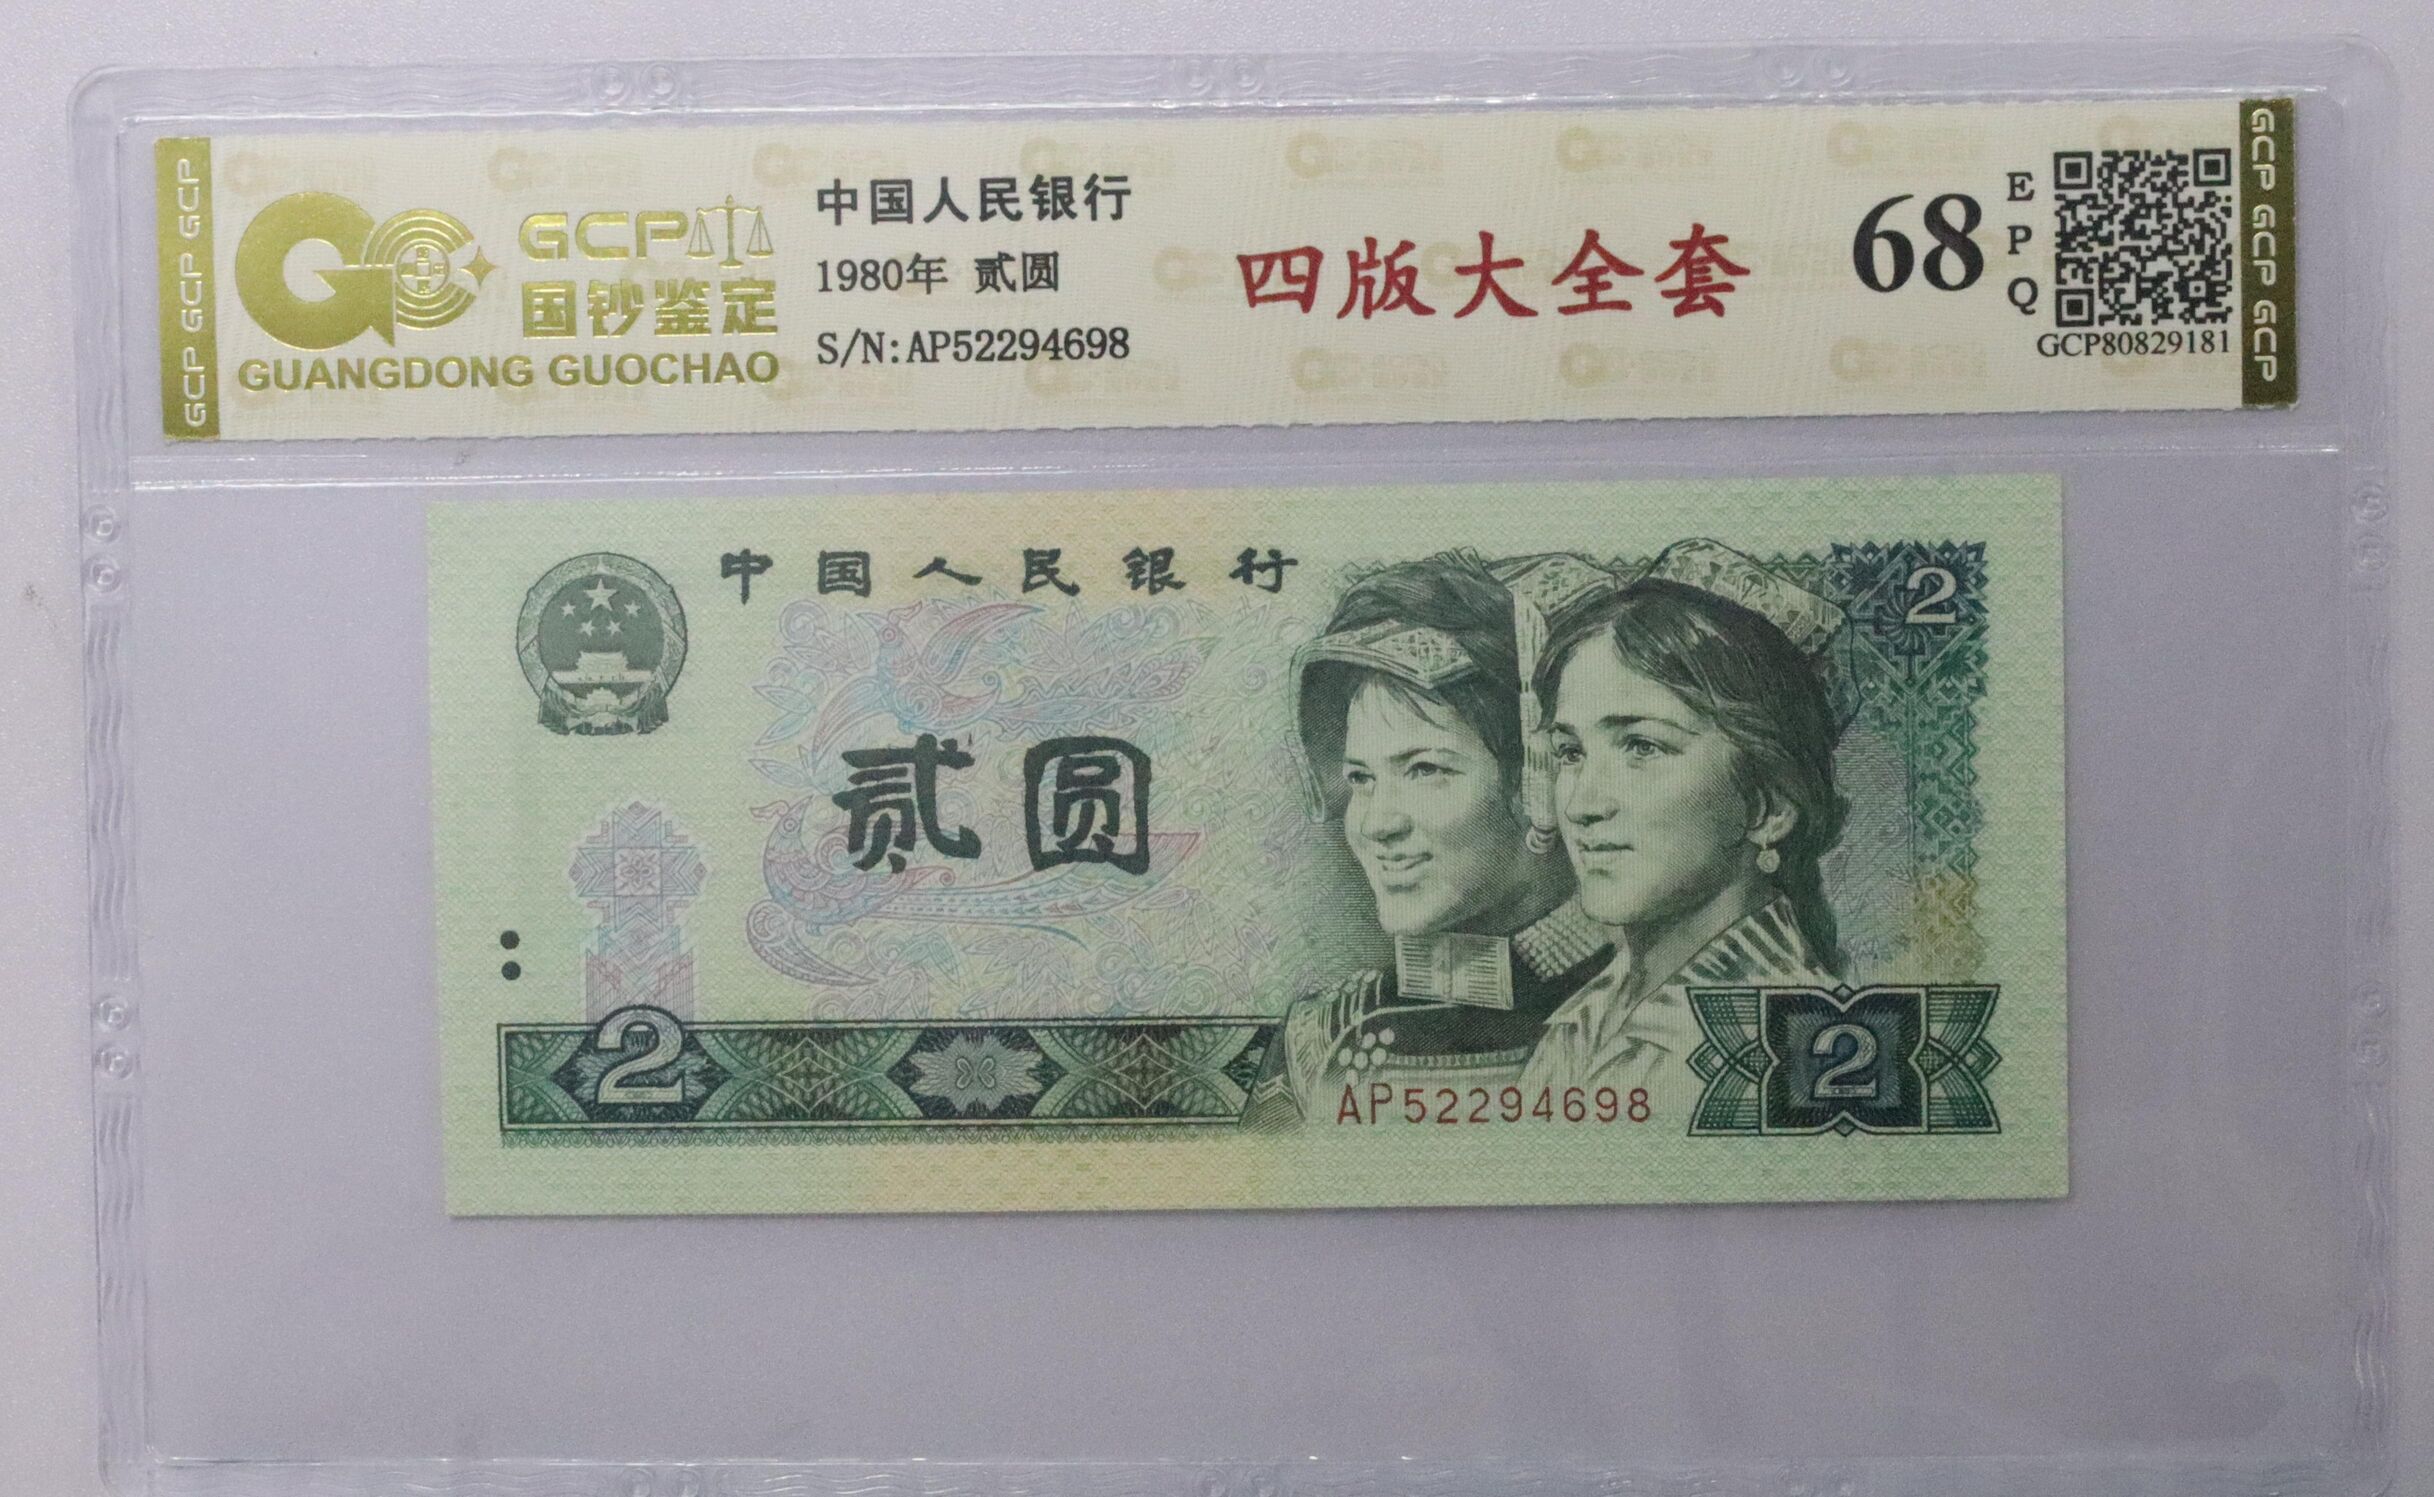 GCP GCP GCP
GCP
国钞鉴定
GUANGDONG GUOCHAO
中国人民银行
1980年 贰圆
S/N:AP52294698
四版大全套
68
EPQ
GCP80829181
GCP GCP GCP
中国人民银行
2
贰圆
2
AP52294698
2